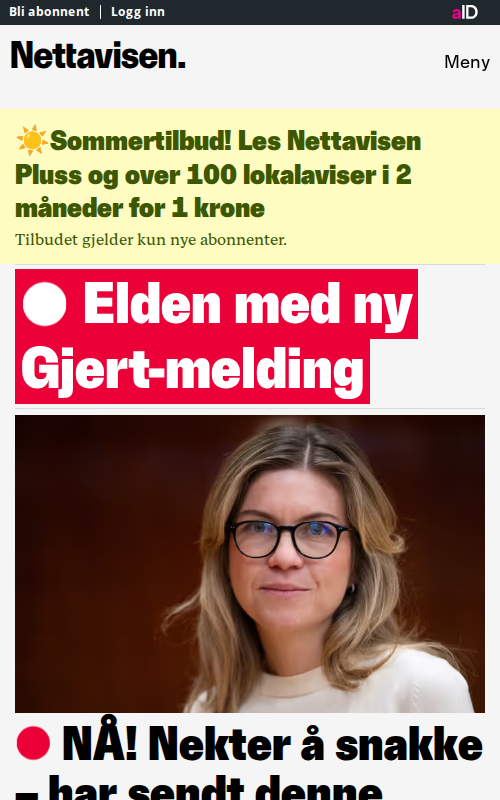 Bli abonnent | Logg inn
aID
Nettavisen.
Meny
☀️Sommertilbud! Les Nettavisen
Pluss og over 100 lokalaviser i 2
måneder for 1 krone
Tilbudet gjelder kun nye abonnenter.
Elden med ny
Gjert-melding
NÅ! Nekter å snakke
– har sendt denne